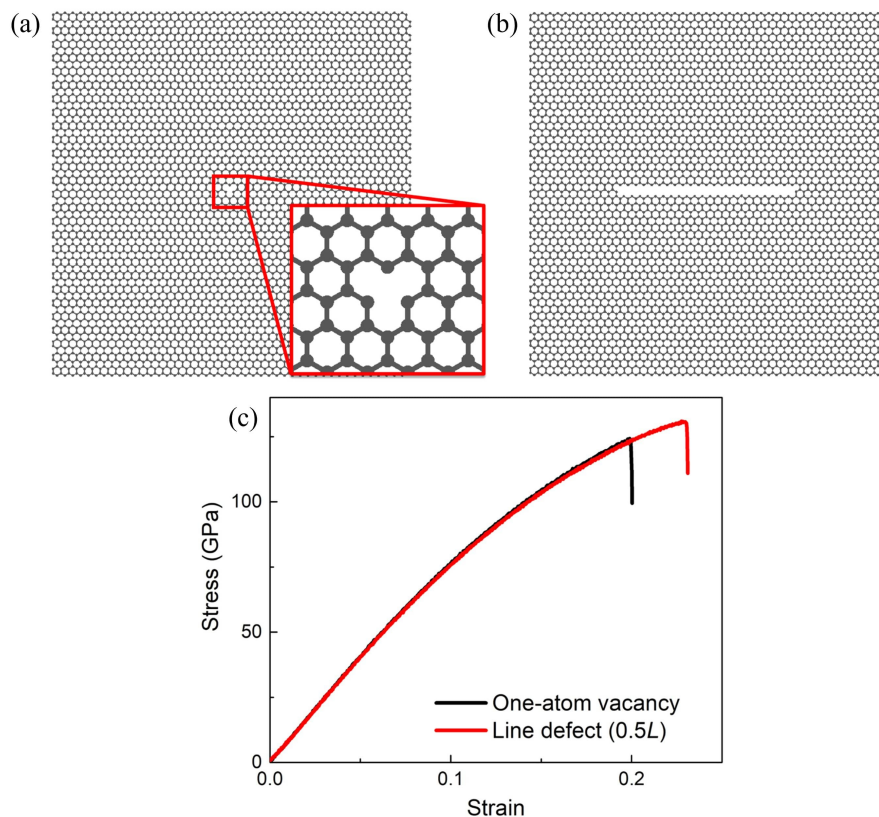 (a)
(b)
(c)
100
50
0
0.0
0.1
0.2
Stress (GPa)
Strain
One-atom vacancy
Line defect (0.5L)